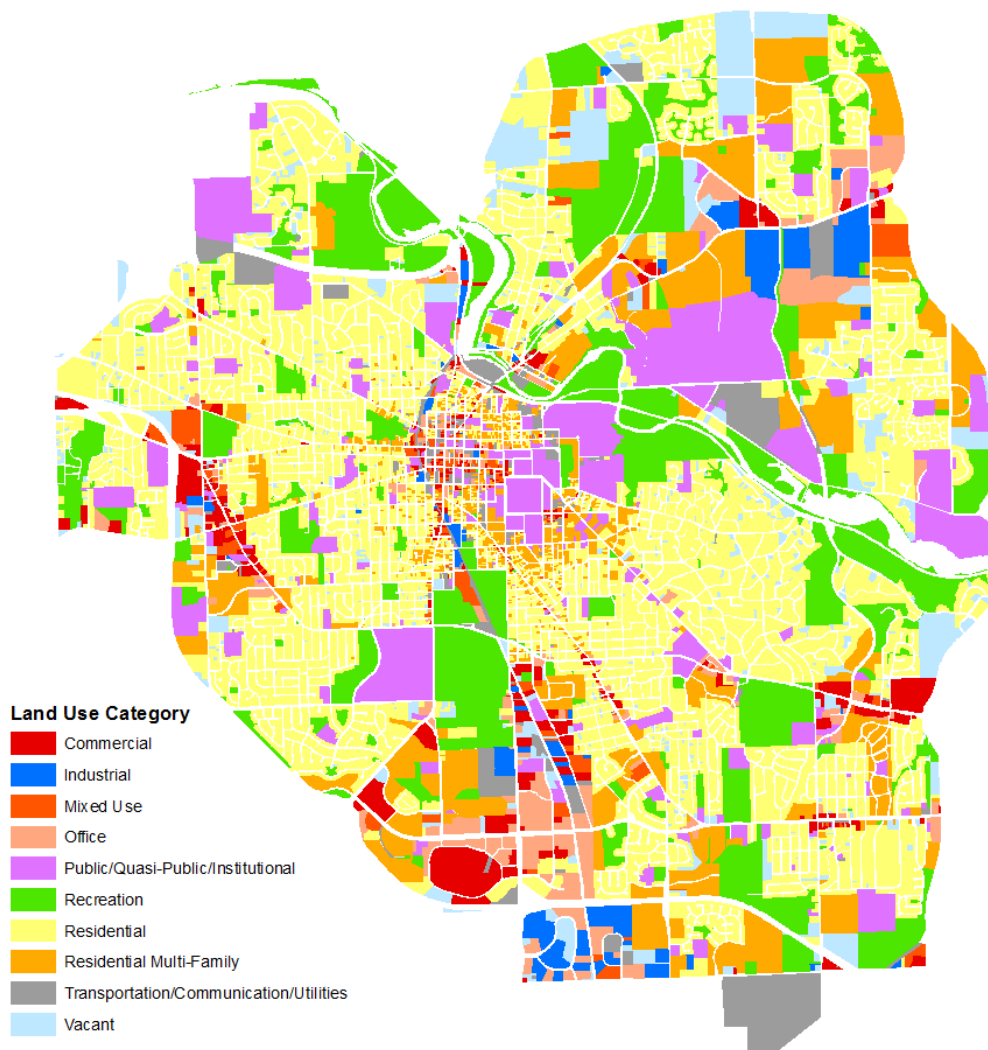 Land Use Category
Commercial
Industrial
Mixed Use
Office
Public/Quasi-Public/Institutional
Recreation
Residential
Residential Multi-Family
Transportation/Communication/Utilities
Vacant